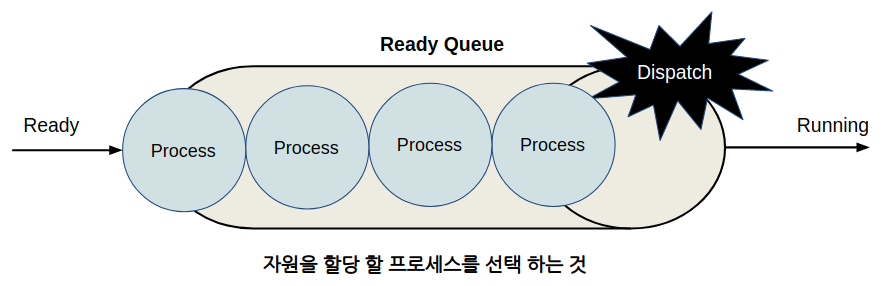 Ready Queue
Dispatch
Ready
Running
Process
Process
Process
Process
자원을 할당 할 프로세스를 선택 하는 것